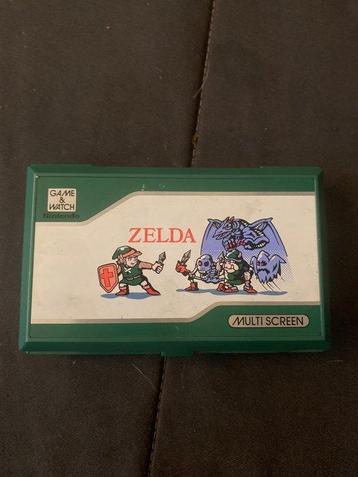 GAME
&
WATCH
Nintendo
ZELDA
MULTI SCREEN